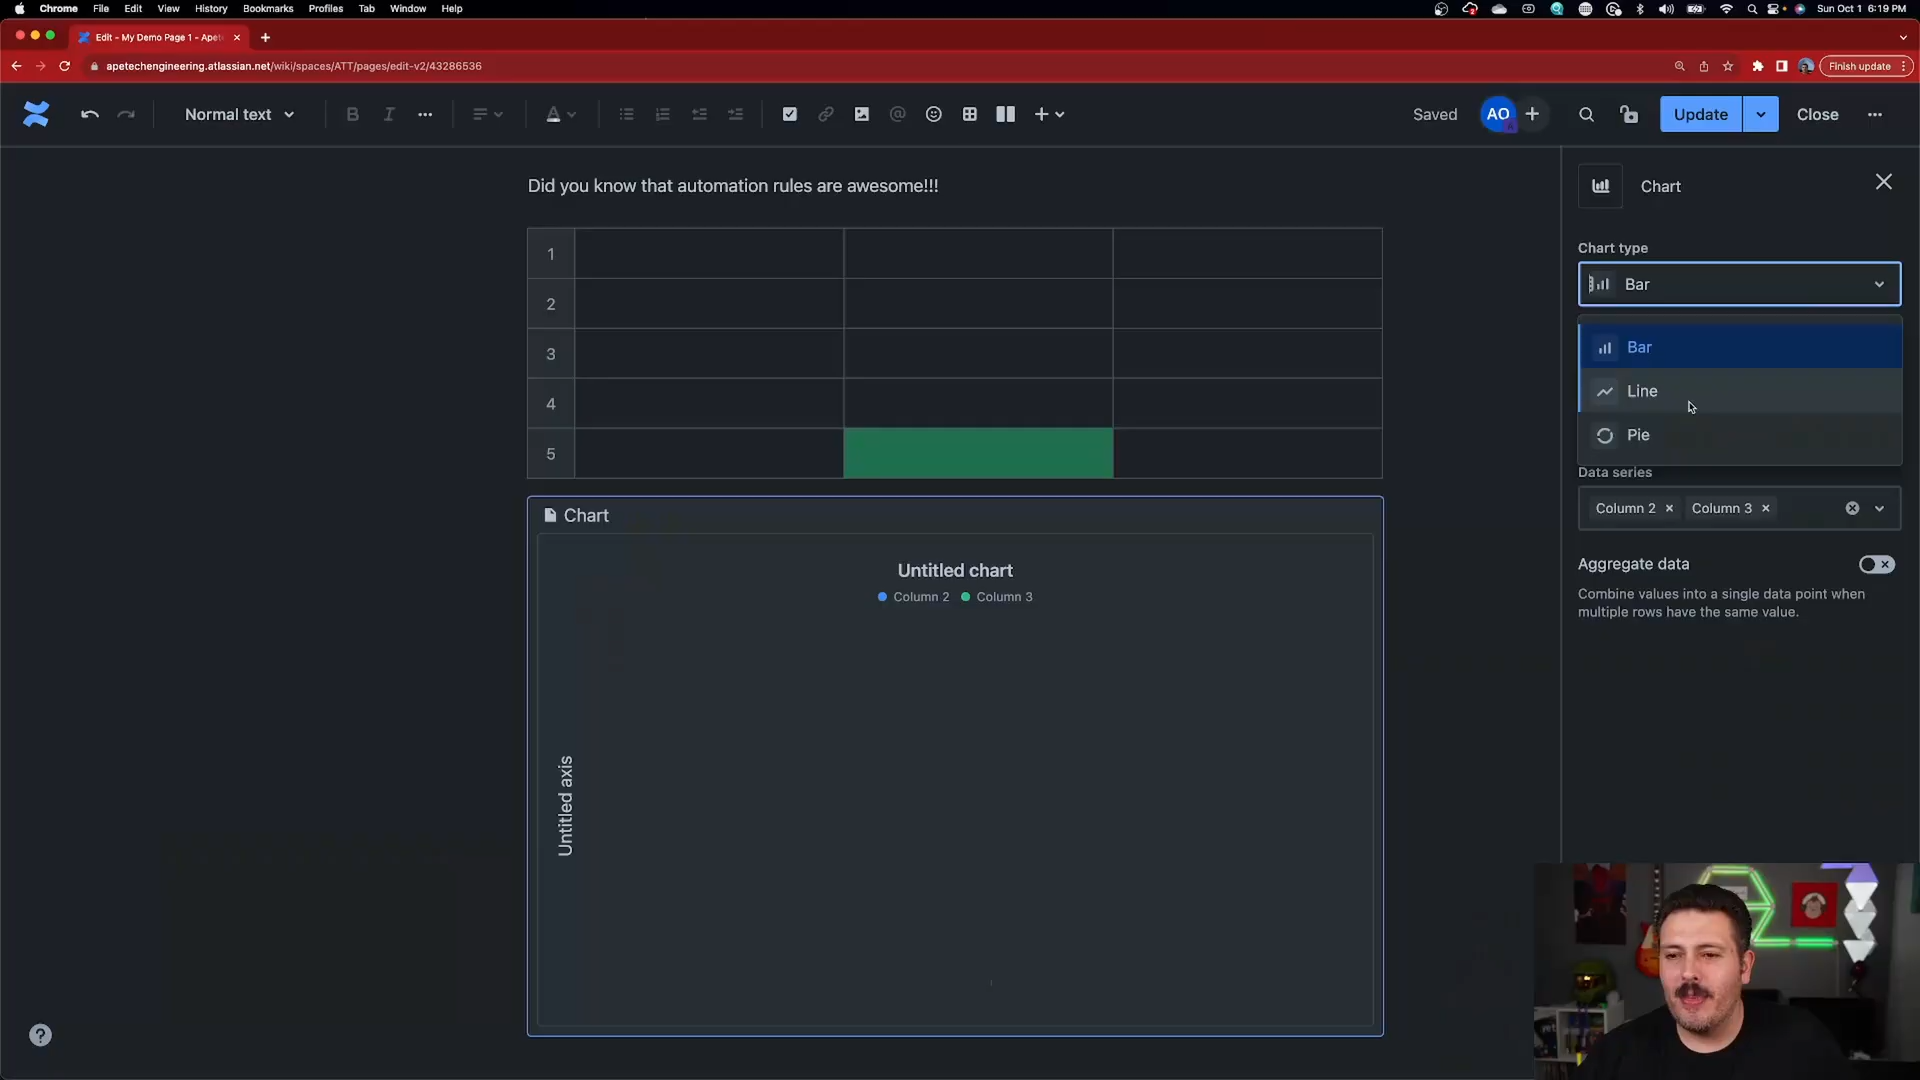 Chrome File Edit View History Bookmarks Profiles Tab Window Help
2
Sun Oct 1 6:19 PM
Edit - My Demo Page 1 - Apete
apetechengineering.atlassian.net/wiki/spaces/ATT/pages/edit-v2/43286536
Finish update
Normal text
B
I
A
Saved
AO
Update
Close
Did you know that automation rules are awesome!!!
1
2
3
4
5
Chart
Untitled chart
Column 2
Column 3
Untitled axis
Chart
Chart type
Bar
Bar
Line
Pie
Data series
Column 2
Column 3
Aggregate data
Combine values into a single data point when
multiple rows have the same value.